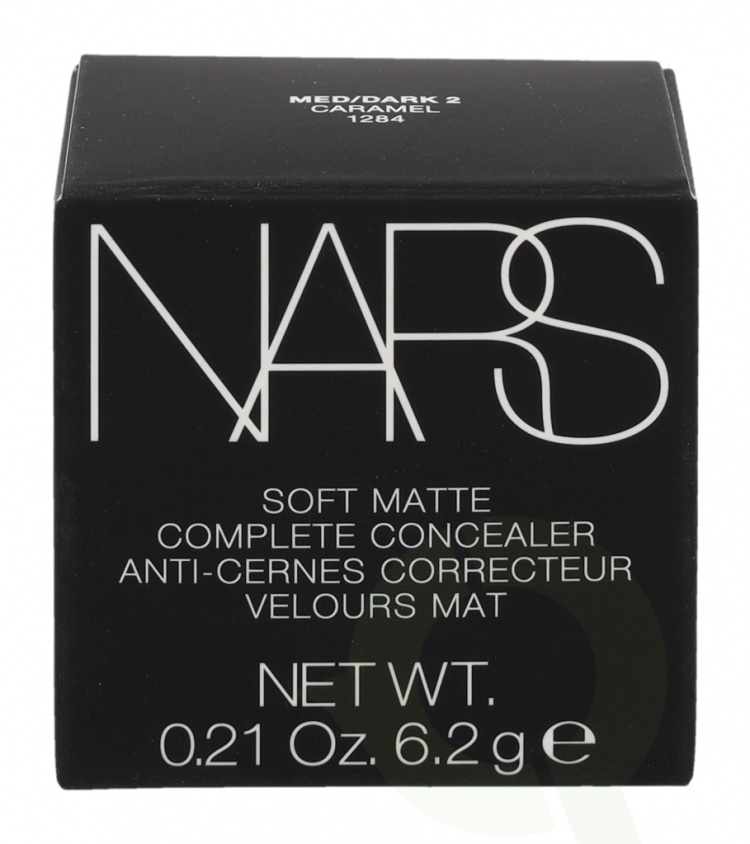 MED/DARK 2
CARAMEL
1284
NARS
SOFT MATTE
COMPLETE CONCEALER
ANTI-CERNES CORRECTEUR
VELOURS MAT
NET WT.
0.21 Oz. 6.2 g ℮